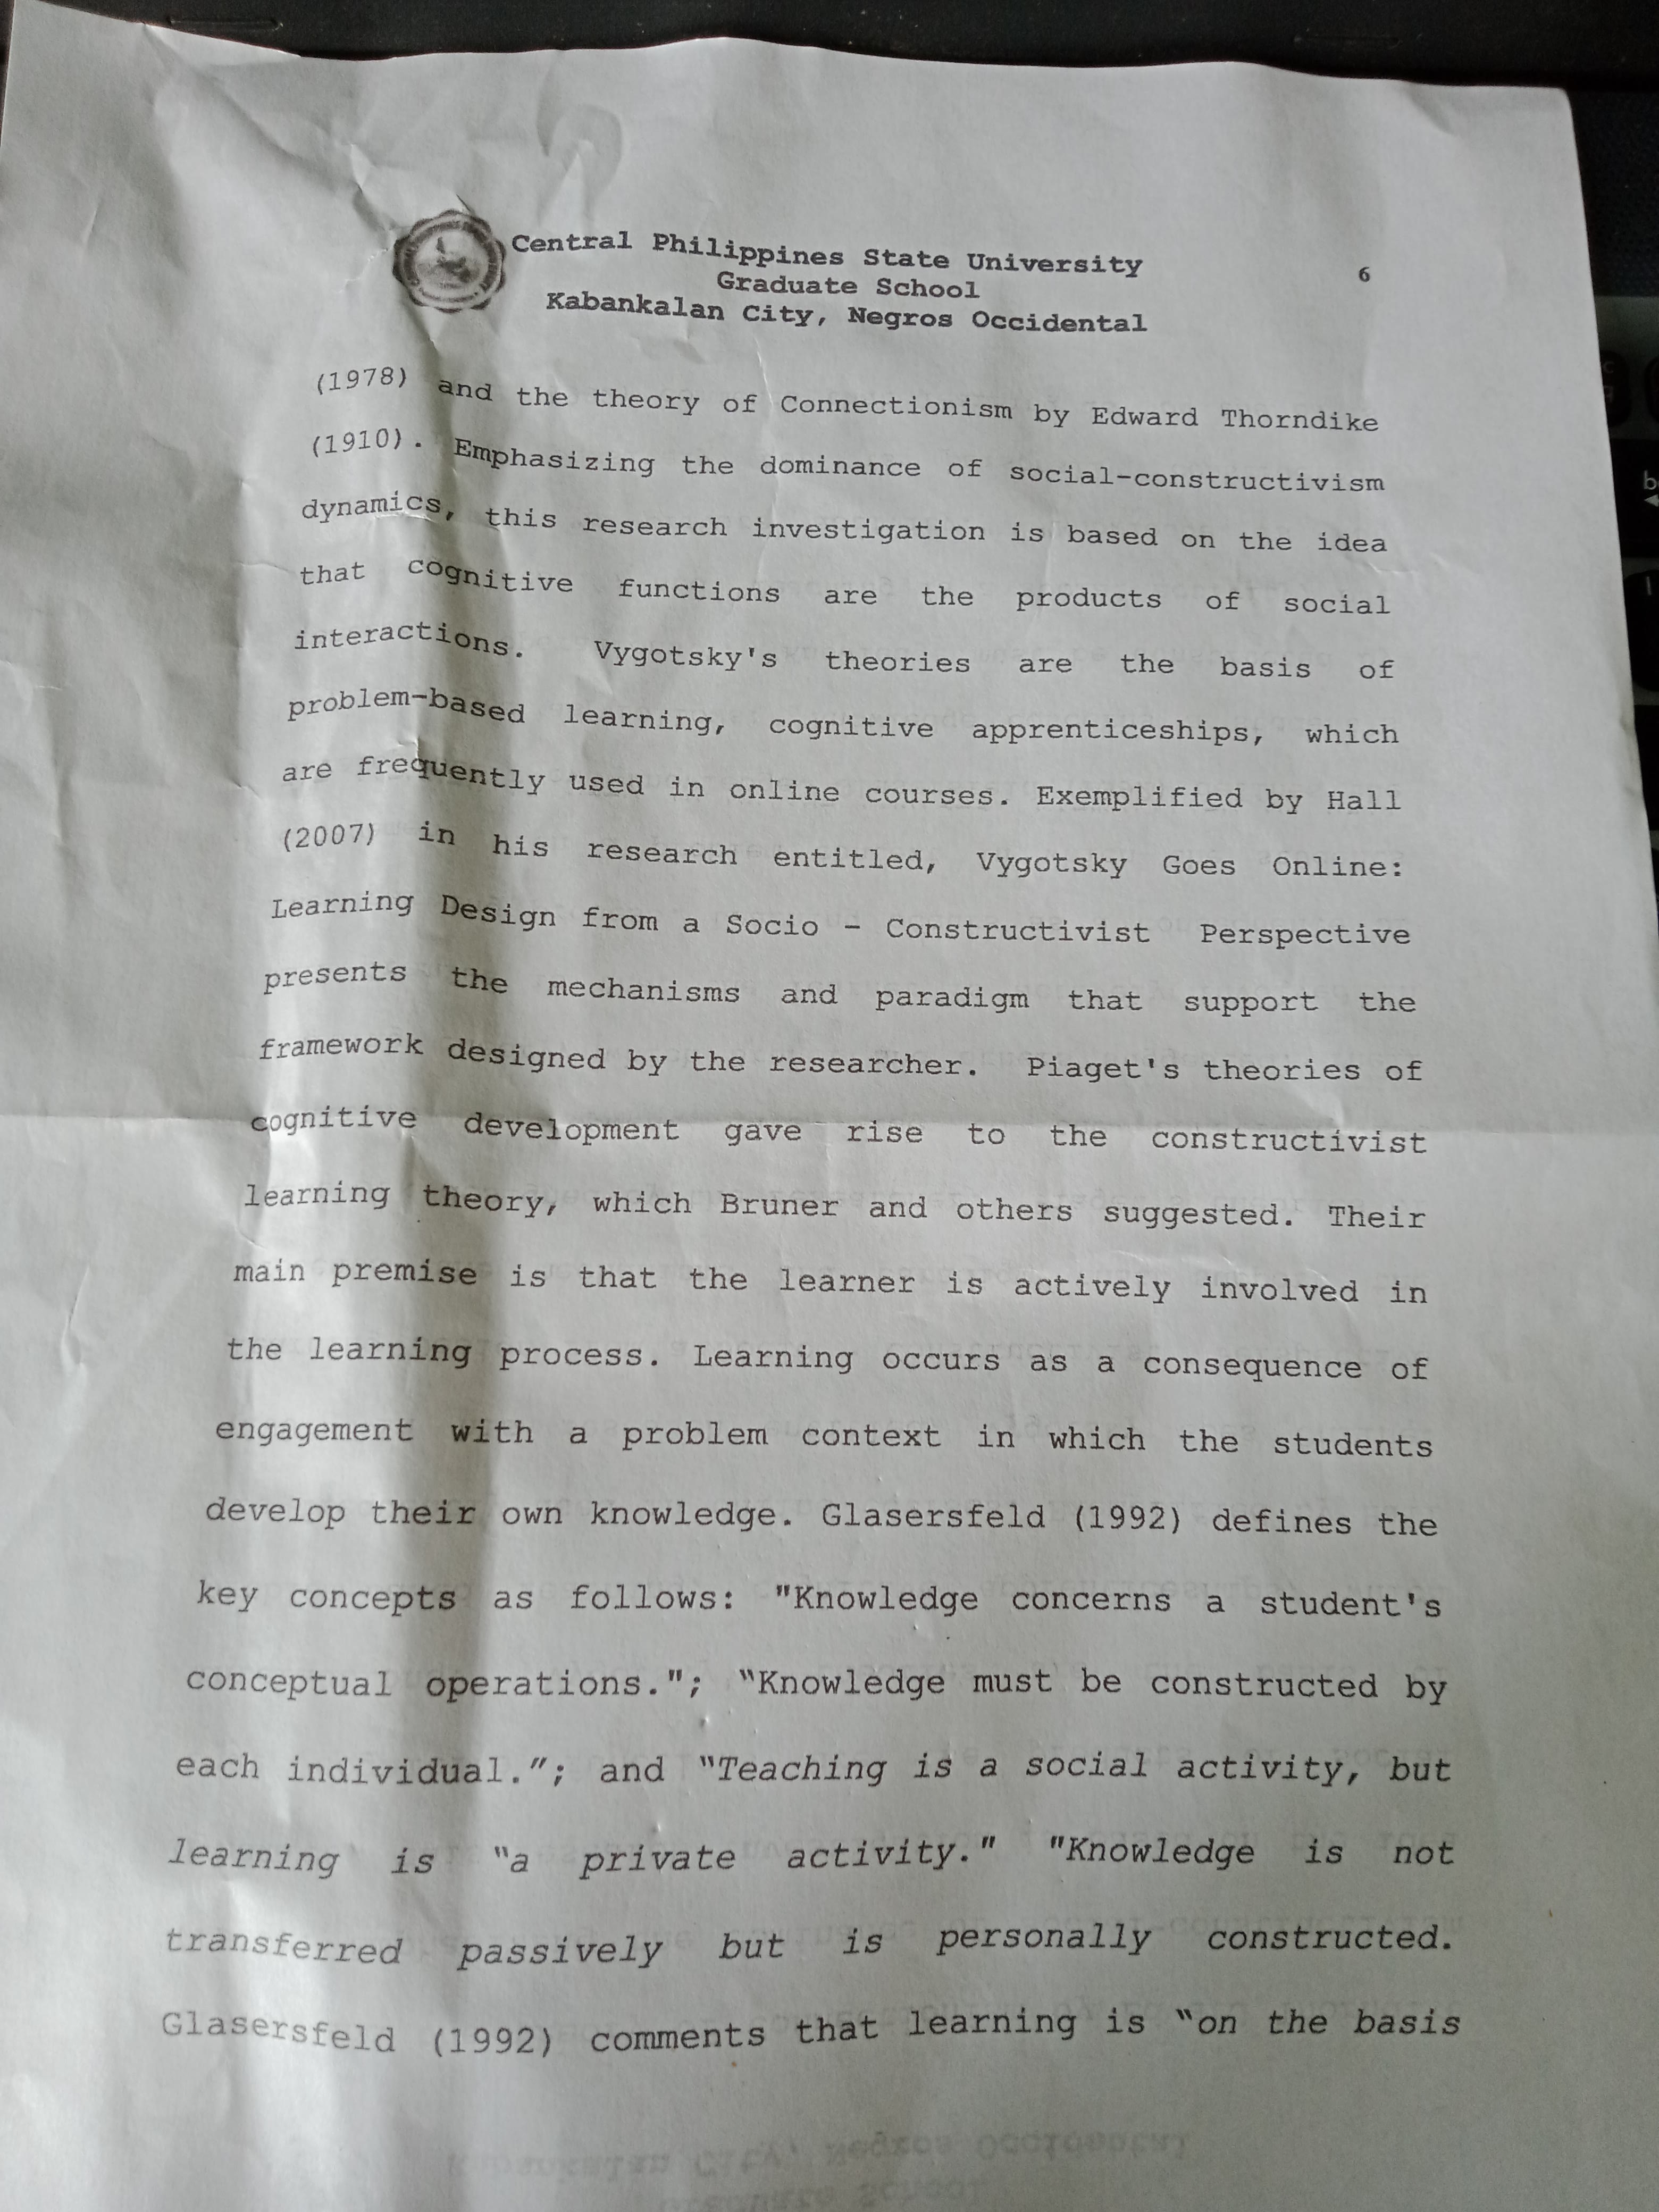 Central Philippines State University
6
Graduate School
Kabankalan City, Negros Occidental
(1978) and the theory of Connectionism by Edward Thorndike
(1910). Emphasizing the dominance of social-constructivism
dynamics, this research investigation is based on the idea
that cognitive functions are the products of social
interactions. Vygotsky's theories are the basis of
problem-based learning, cognitive apprenticeships, which
are frequently used in online courses. Exemplified by Hall
(2007) in his research entitled, Vygotsky Goes Online:
Learning Design from a Socio - Constructivist Perspective
presents the mechanisms and paradigm that support the
framework designed by the researcher. Piaget's theories of
cognitive development gave rise to the constructivist
learning theory, which Bruner and others suggested. Their
main premise is that the learner is actively involved in
the learning process. Learning occurs as a consequence of
engagement with a problem context in which the students
develop their own knowledge. Glasersfeld (1992) defines the
key concepts as follows: "Knowledge concerns a student's
conceptual operations."; “Knowledge must be constructed by
each individual.”; and “Teaching is a social activity, but
learning is “a private activity." "Knowledge is not
transferred passively but is personally constructed.
Glasersfeld (1992) comments that learning is “on the basis